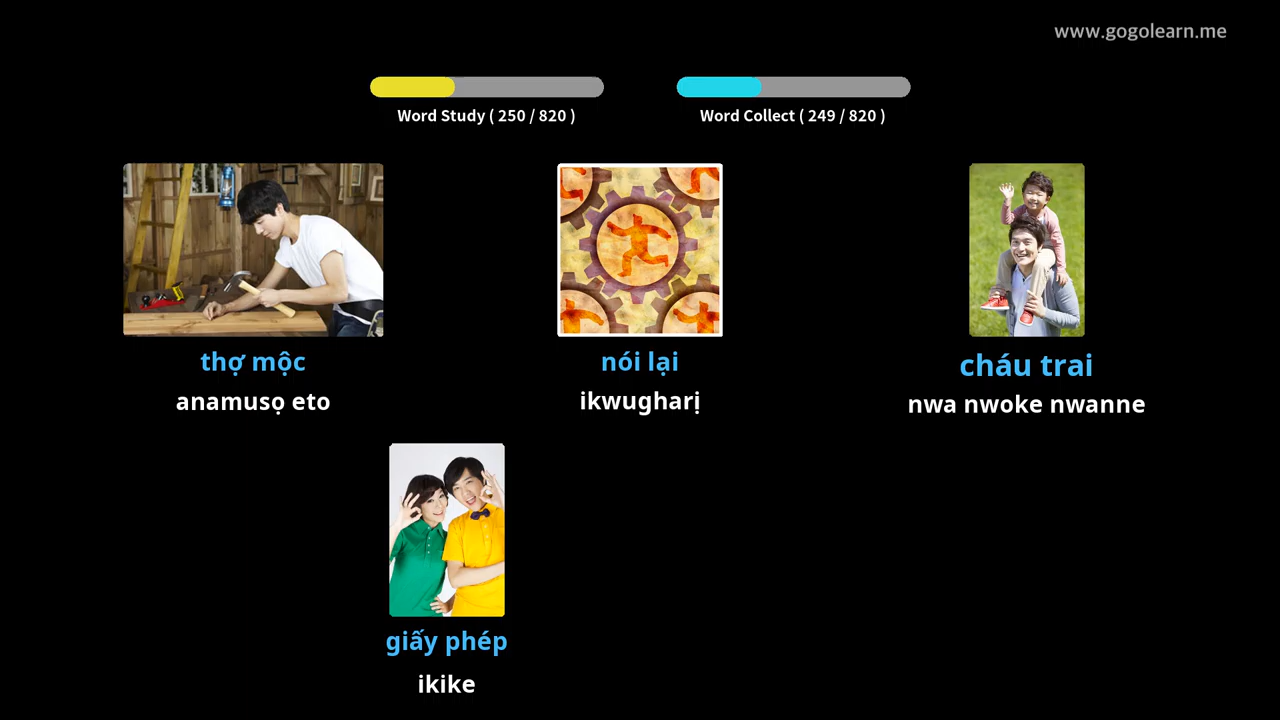 www.gogolearn.me
Word Study ( 250 / 820 )
Word Collect ( 249 / 820 )
thợ mộc
anamusọ eto
nói lại
ikwugharị
cháu trai
nwa nwoke nwanne
giấy phép
ikike